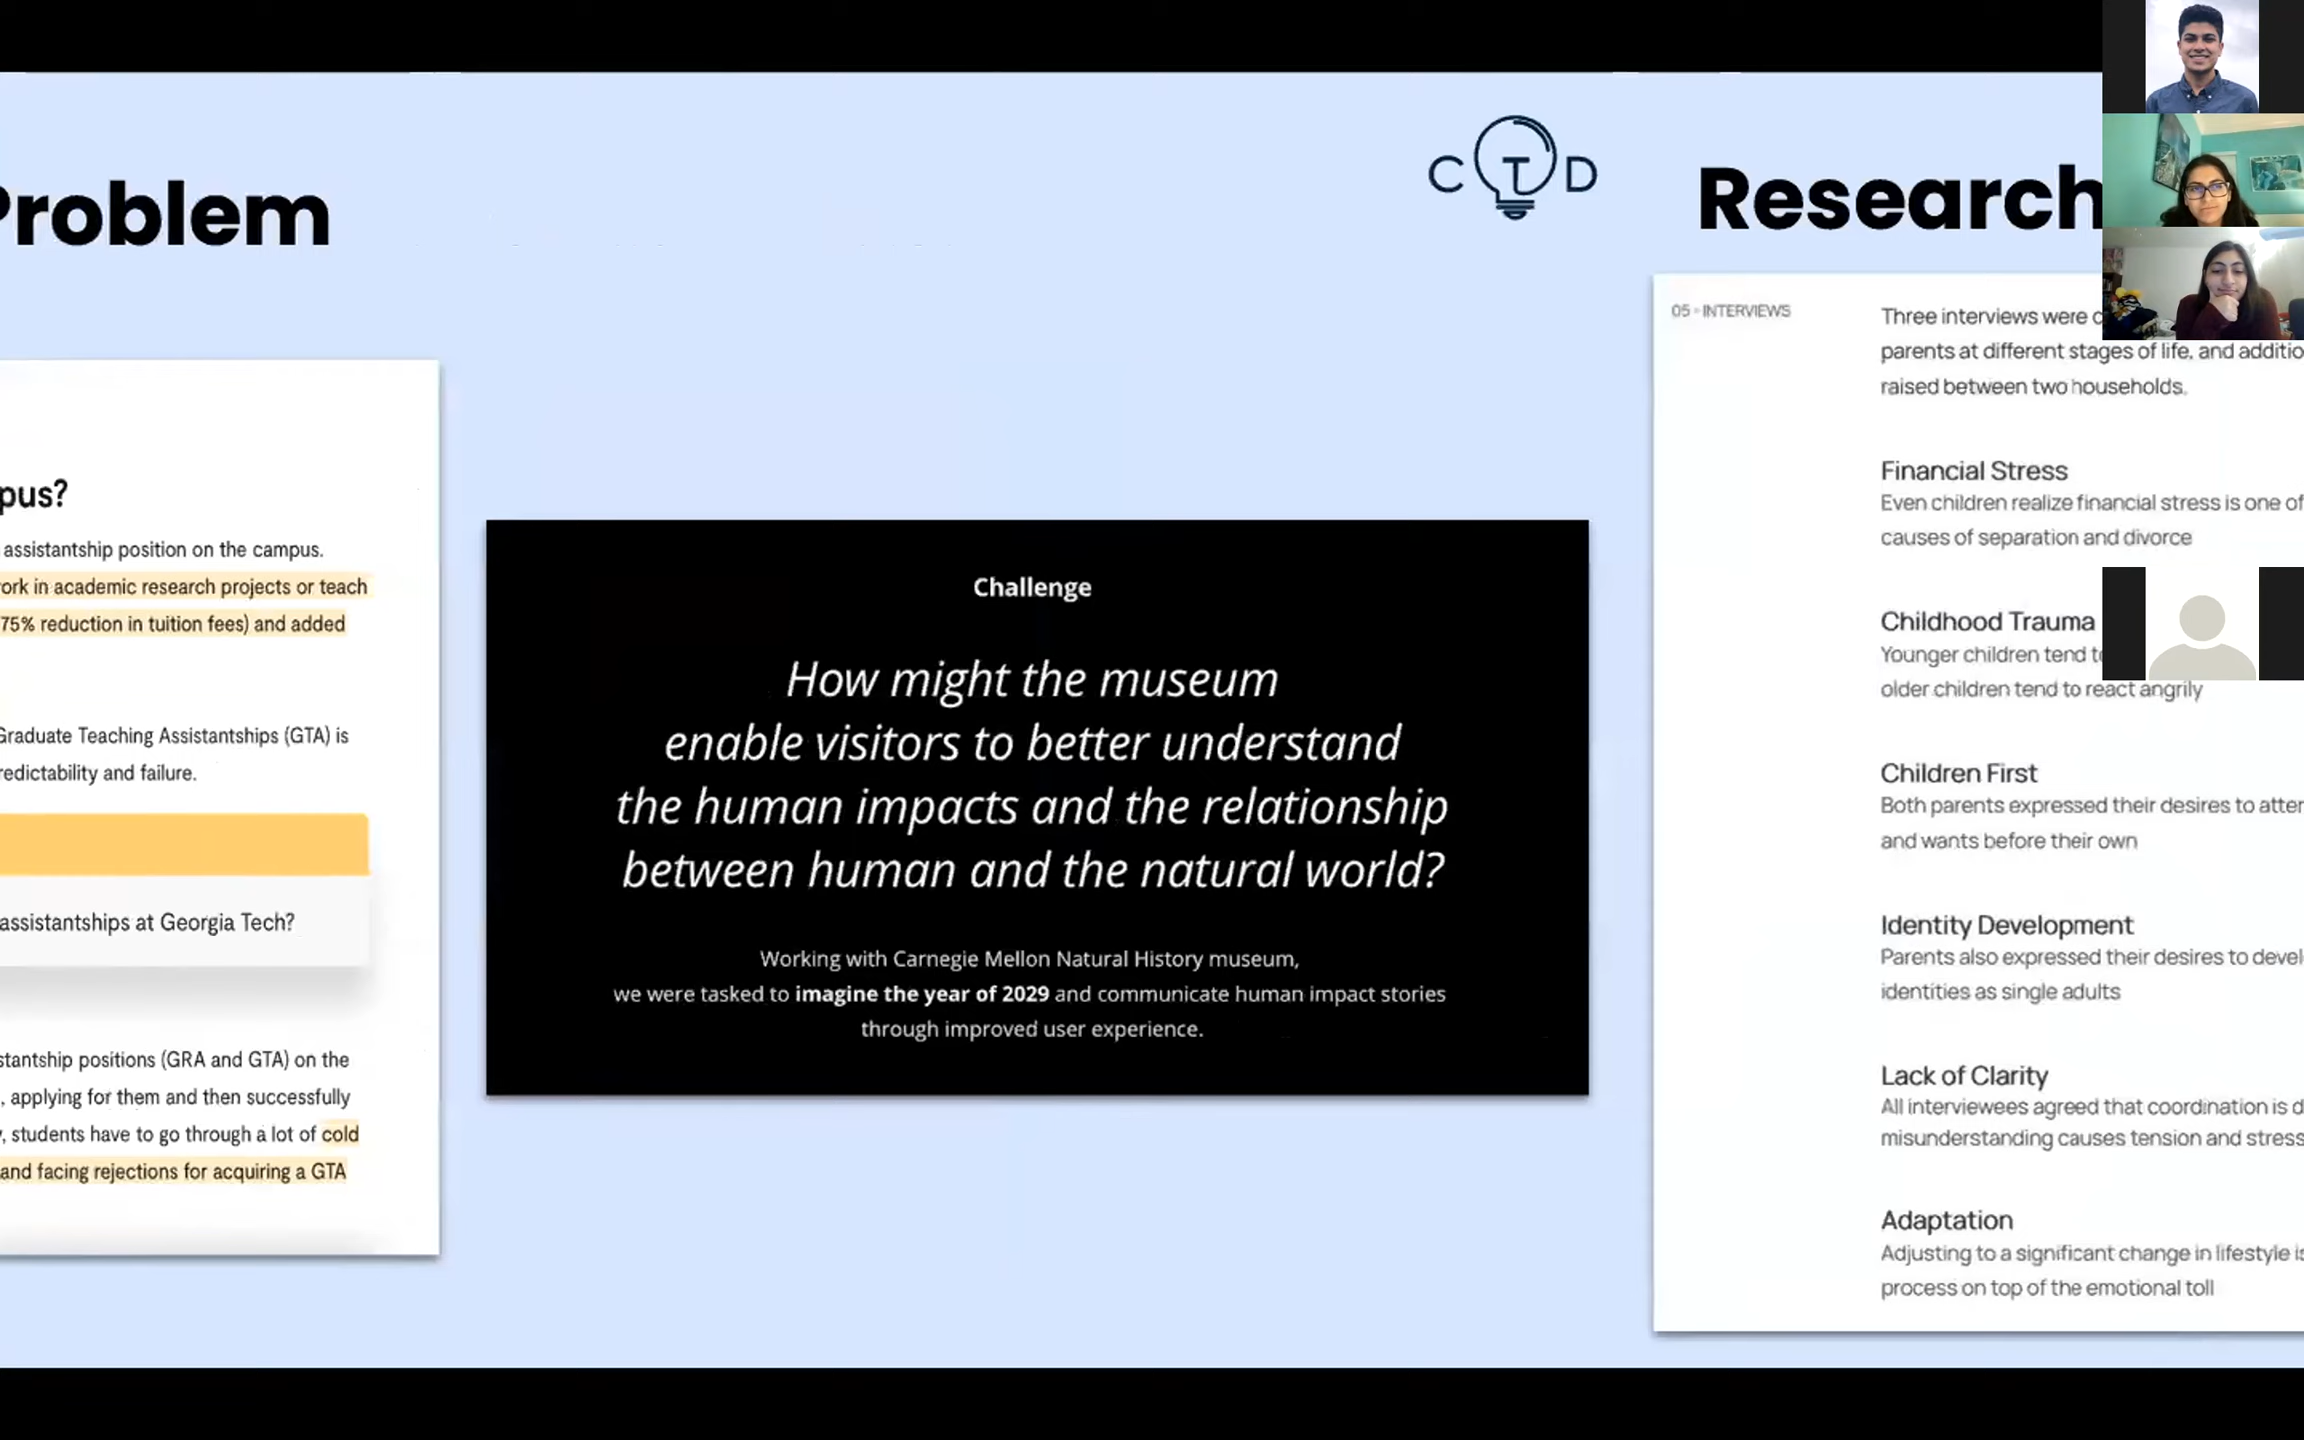 Problem
C T D
Research
pus?
assistantship position on the campus.
ork in academic research projects or teach
75% reduction in tuition fees) and added
Graduate Teaching Assistantships (GTA) is
redictability and failure.
assistantships at Georgia Tech?
stantship positions (GRA and GTA) on the
, applying for them and then successfully
, students have to go through a lot of cold
and facing rejections for acquiring a GTA
Challenge
How might the museum
enable visitors to better understand
the human impacts and the relationship
between human and the natural world?
Working with Carnegie Mellon Natural History museum,
we were tasked to imagine the year of 2029 and communicate human impact stories
through improved user experience.
05 - INTERVIEWS
Three interviews were
parents at different stages of life, and additio
raised between two households.
Financial Stress
Even children realize financial stress is one of
causes of separation and divorce
Childhood Trauma
Younger children tend to
older children tend to react angrily
Children First
Both parents expressed their desires to atten
and wants before their own
Identity Development
Parents also expressed their desires to devel
identities as single adults
Lack of Clarity
All interviewees agreed that coordination is d
misunderstanding causes tension and stress
Adaptation
Adjusting to a significant change in lifestyle is
process on top of the emotional toll